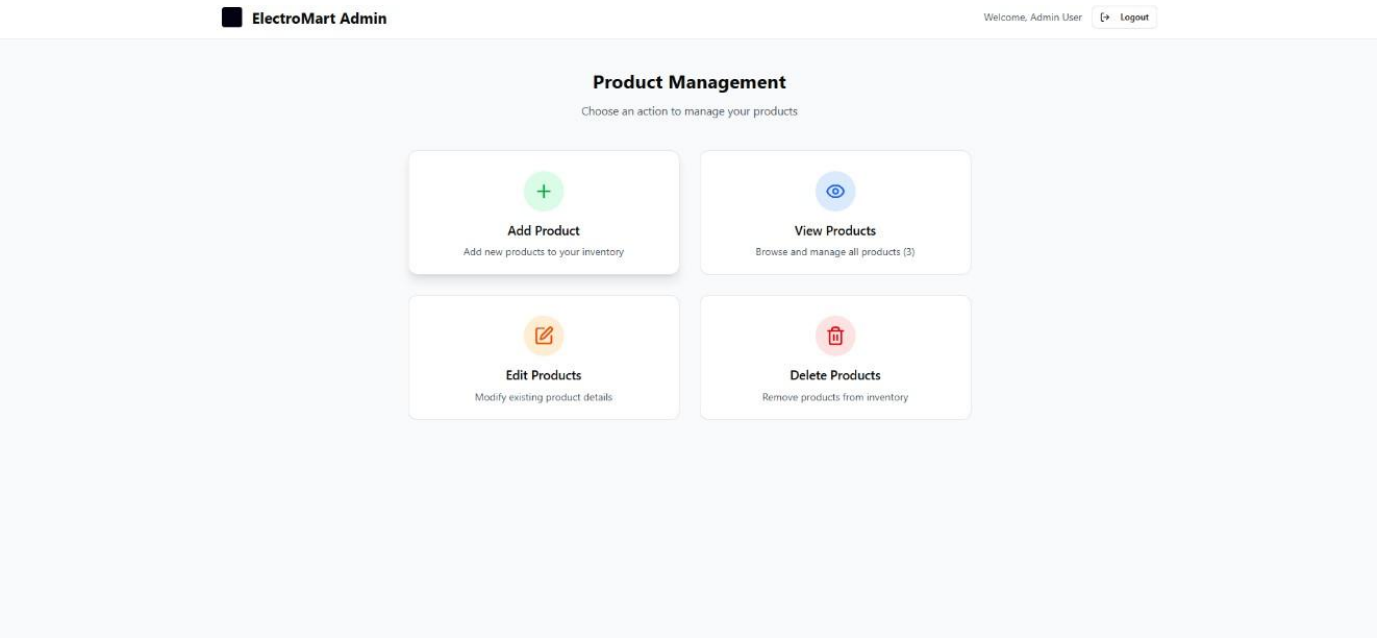 ElectroMart Admin
Welcome, Admin User
Logout
Product Management
Choose an action to manage your products
Add Product
Add new products to your inventory
View Products
Browse and manage all products (3)
Edit Products
Modify existing product details
Delete Products
Remove products from inventory